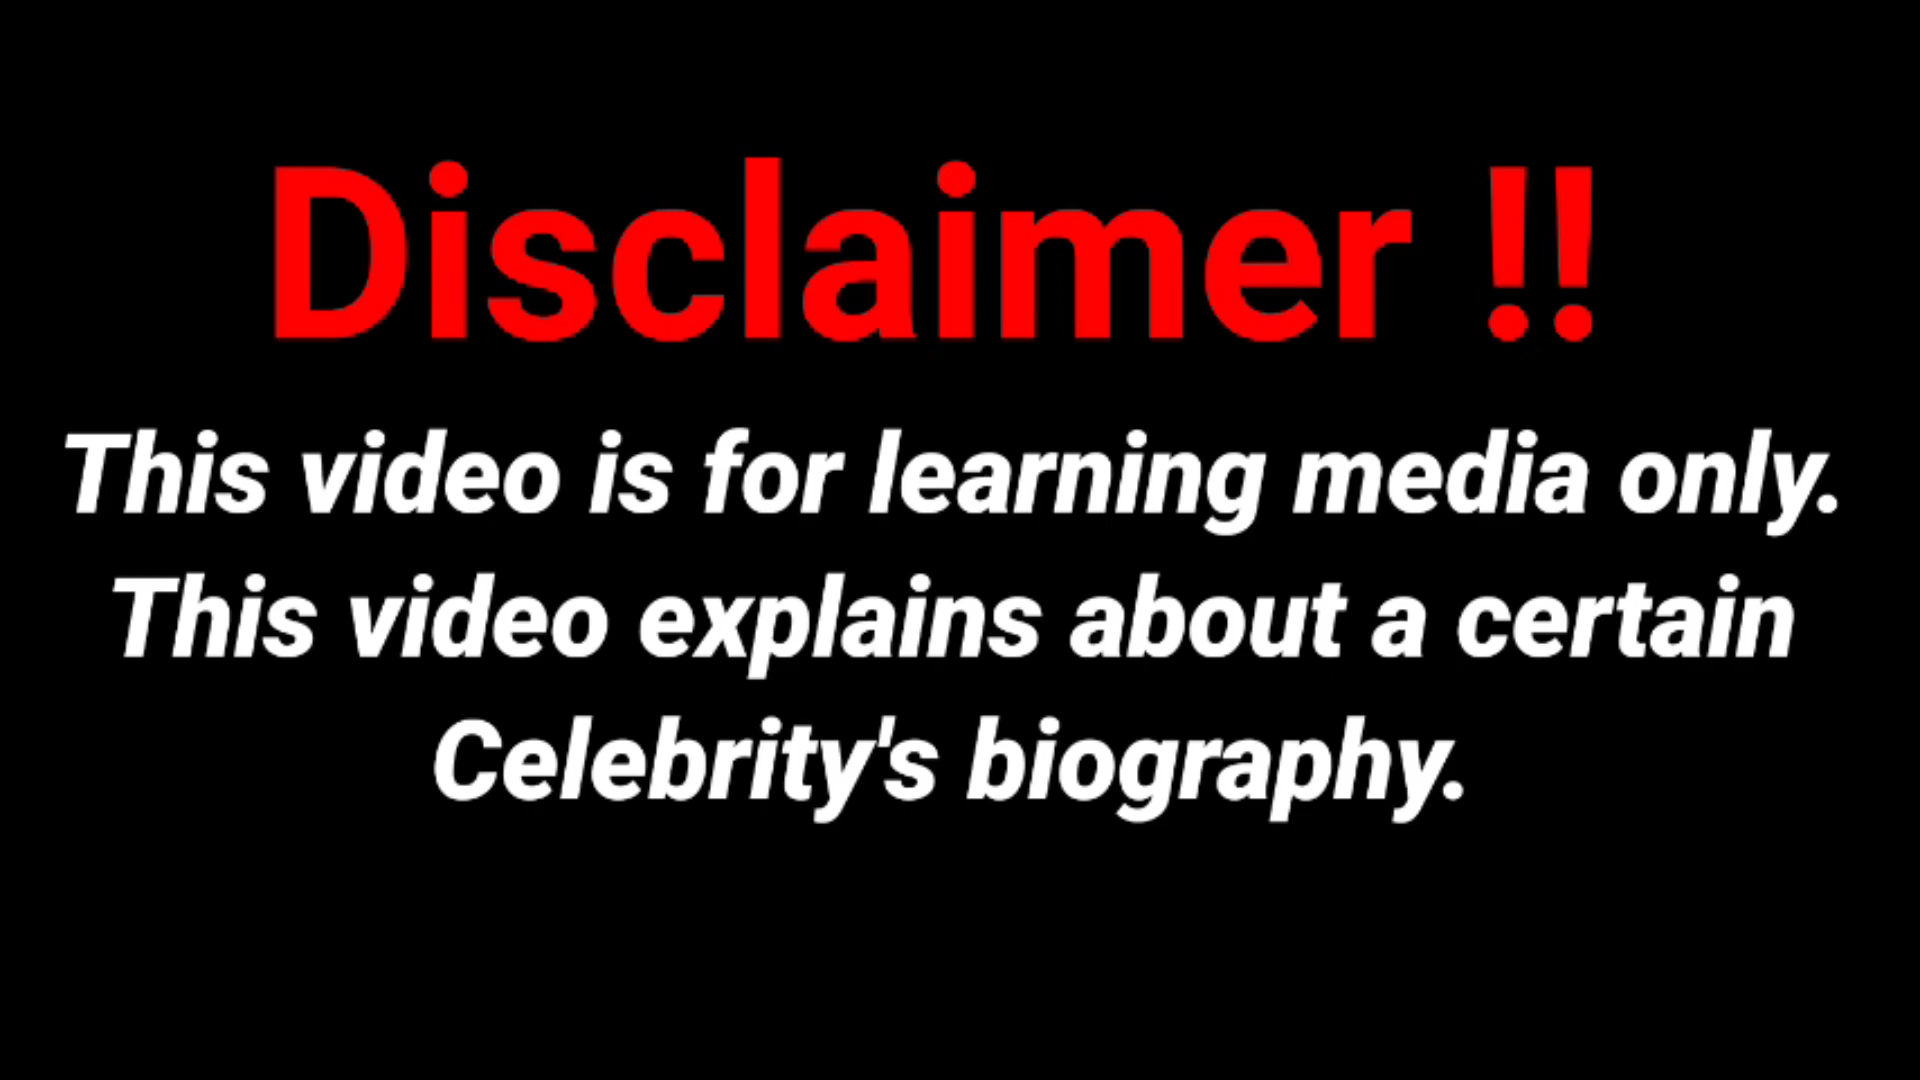 Disclaimer !!
This video is for learning media only.
This video explains about a certain
Celebrity's biography.